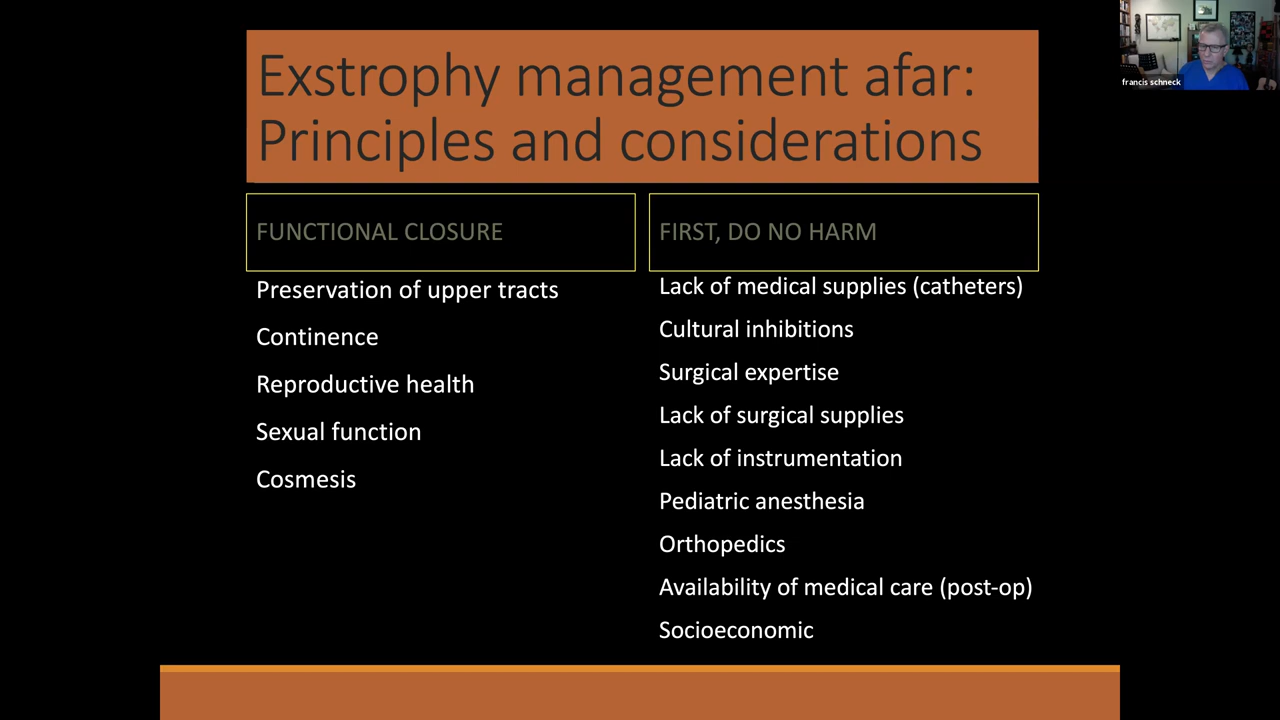 Exstrophy management afar:
Principles and considerations
FUNCTIONAL CLOSURE
Preservation of upper tracts
Continence
Reproductive health
Sexual function
Cosmesis
FIRST, DO NO HARM
Lack of medical supplies (catheters)
Cultural inhibitions
Surgical expertise
Lack of surgical supplies
Lack of instrumentation
Pediatric anesthesia
Orthopedics
Availability of medical care (post-op)
Socioeconomic
francis schneck